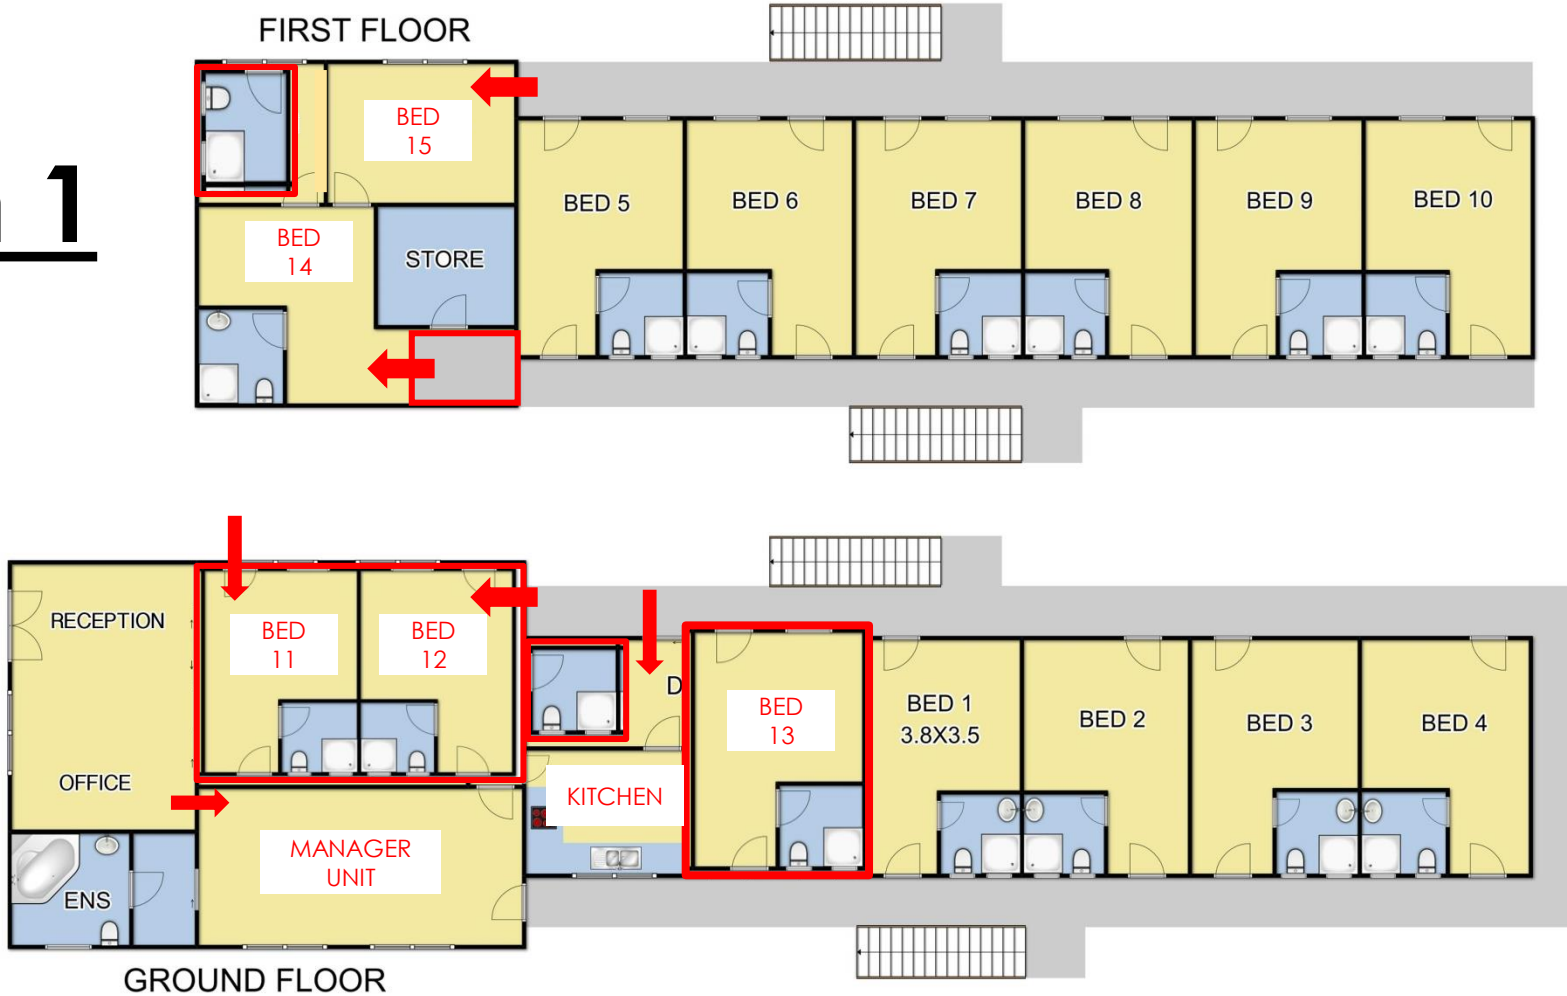 FIRST FLOOR
1
BED
15
BED 5
BED 6
BED 7
BED 8
BED 9
BED 10
BED
14
STORE
RECEPTION
BED
11
BED
12
D
BED
13
BED 1
3.8X3.5
BED 2
BED 3
BED 4
OFFICE
KITCHEN
MANAGER
UNIT
ENS
GROUND FLOOR